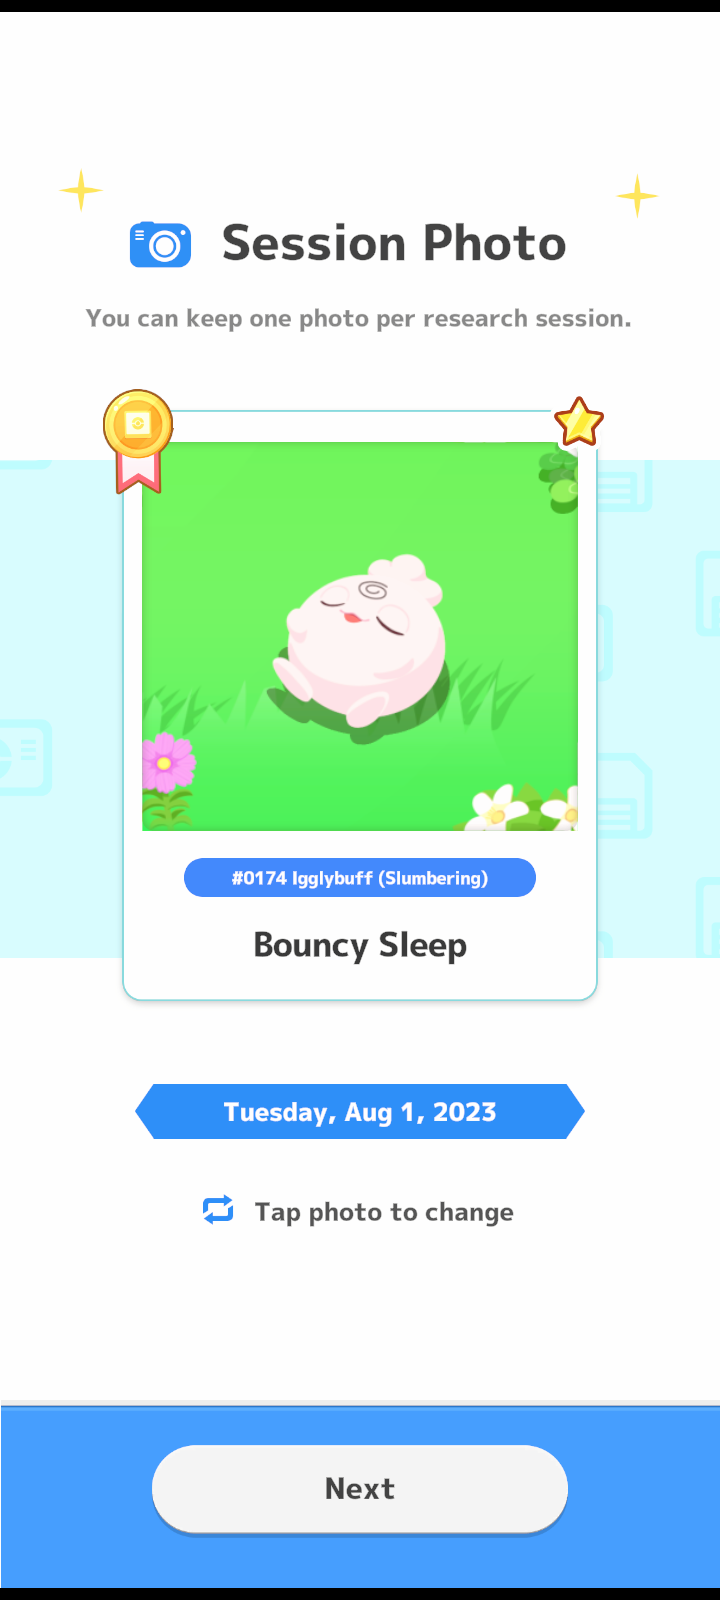 Session Photo
You can keep one photo per research session.
#0174 Igglybuff (Slumbering)
Bouncy Sleep
Tuesday, Aug 1, 2023
Tap photo to change
Next